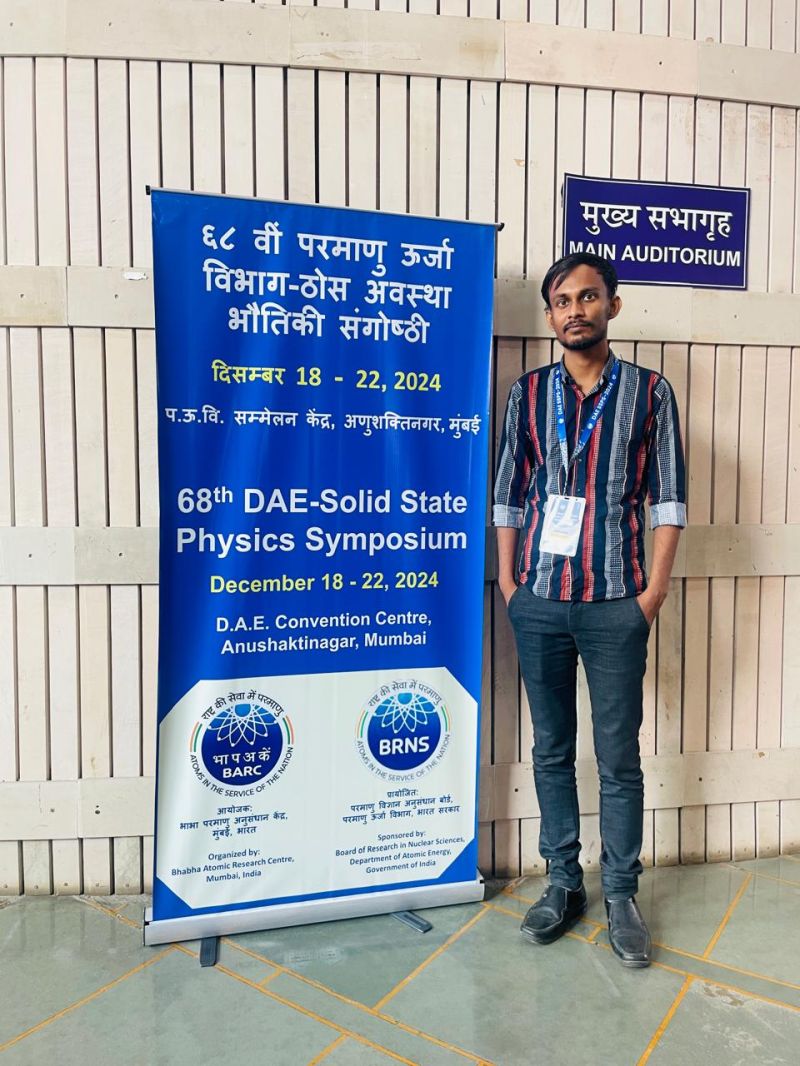 ६८ वीं परमाणु ऊर्जा
विभाग-ठोस अवस्था
भौतिकी संगोष्ठी
दिसम्बर 18 - 22, 2024
प.ऊ.वि. सम्मेलन केंद्र, अणुशक्तिनगर, मुंबई
68th DAE-Solid State
Physics Symposium
December 18 - 22, 2024
D.A.E. Convention Centre,
Anushaktinagar, Mumbai
राष्ट्र की सेवा में परमाणु
भा प अ कें
BARC
ATOMS IN THE SERVICE OF THE NATION
आयोजक:
भाभा परमाणु अनुसंधान केंद्र,
मुंबई, भारत
Organized by:
Bhabha Atomic Research Centre,
Mumbai, India
राष्ट्र की सेवा में परमाणु
BRNS
ATOMS IN THE SERVICE OF THE NATION
प्रायोजित:
परमाणु विज्ञान अनुसंधान बोर्ड,
परमाणु ऊर्जा विभाग, भारत सरकार
Sponsored by:
Board of Research in Nuclear Sciences,
Department of Atomic Energy,
Government of India
मुख्य सभागृह
MAIN AUDITORIUM
DAE SSPS-2024